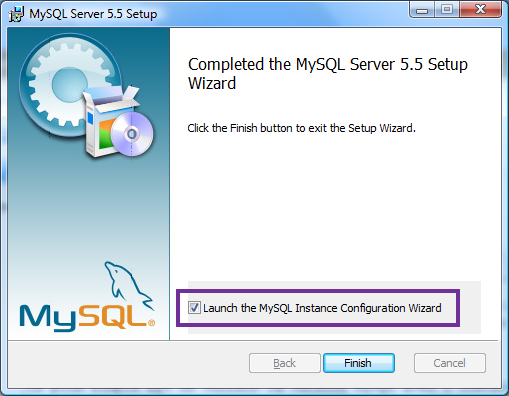 MySQL Server 5.5 Setup
Completed the MySQL Server 5.5 Setup
Wizard
Click the Finish button to exit the Setup Wizard.
MySQL®
Launch the MySQL Instance Configuration Wizard
Back Finish Cancel